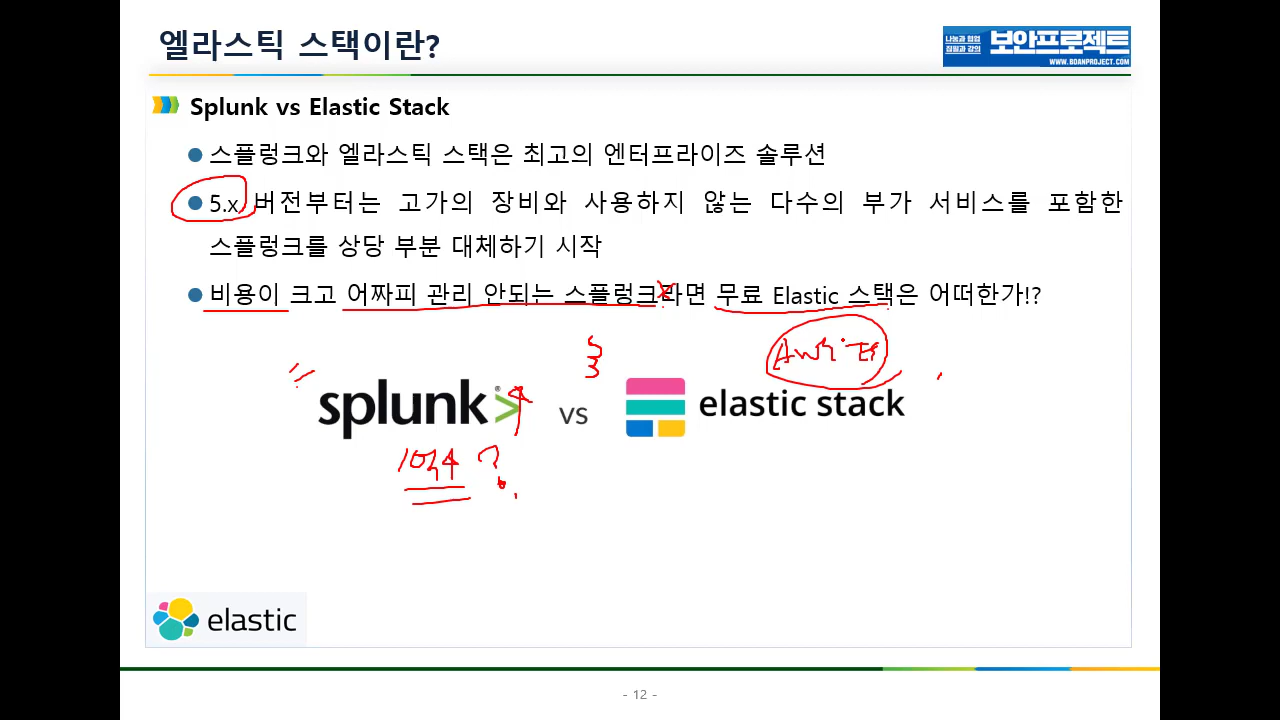 엘라스틱 스택이란?
나눔과 협업
집필과 강의
보안프로젝트
WWW.BOANPROJECT.COM
Splunk vs Elastic Stack
스플렁크와 엘라스틱 스택은 최고의 엔터프라이즈 솔루션
5.x 버전부터는 고가의 장비와 사용하지 않는 다수의 부가 서비스를 포함한
스플렁크를 상당 부분 대체하기 시작
비용이 크고 어짜피 관리 안되는 스플렁크라면 무료 Elastic 스택은 어떠한가!?
splunk>
vs
elastic stack
elastic
- 12 -